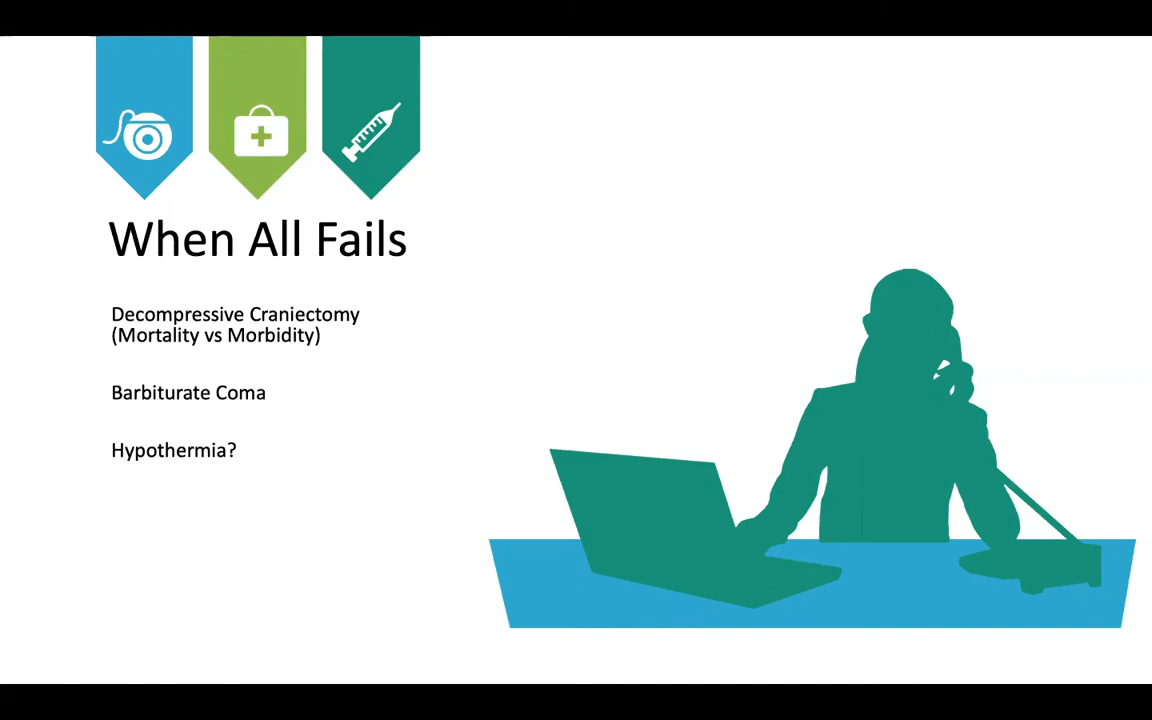 When All Fails
Decompressive Craniectomy
(Mortality vs Morbidity)
Barbiturate Coma
Hypothermia?